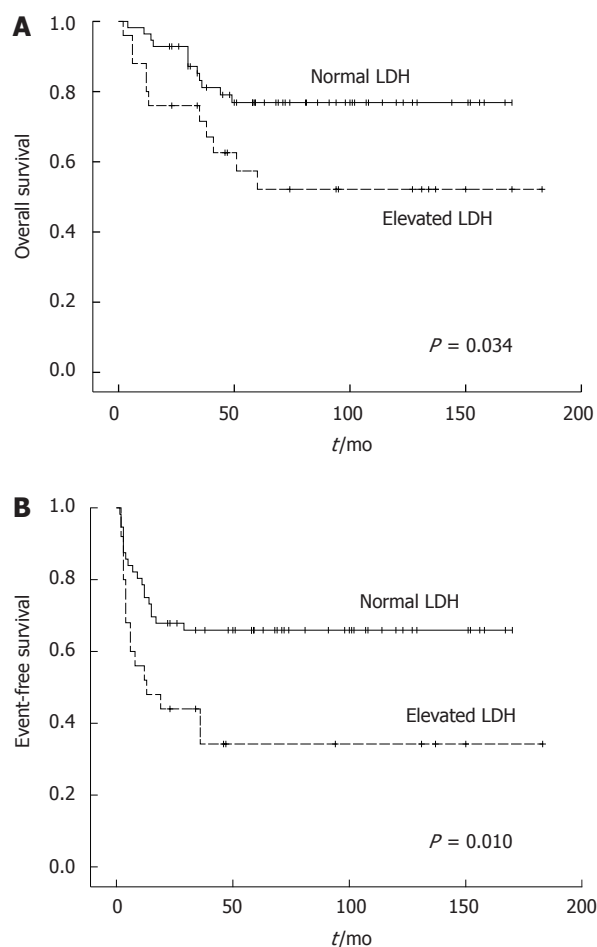 A
1.0
0.8
0.6
0.4
0.2
0.0
Overall survival
Normal LDH
Elevated LDH
P = 0.034
0 50 100 150 200
t/mo
B
1.0
0.8
0.6
0.4
0.2
0.0
Event-free survival
Normal LDH
Elevated LDH
P = 0.010
0 50 100 150 200
t/mo